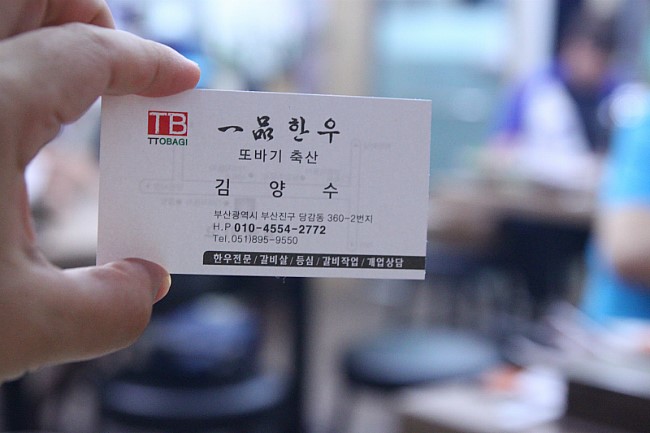 TB
TTOBAGI
一品 한우
또바기 축산
김 양 수
부산광역시 부산진구 당감동 360-2번지
H.P 010-4554-2772
Tel.051)895-9550
한우전문/갈비살/등심/갈비작업/계업상담